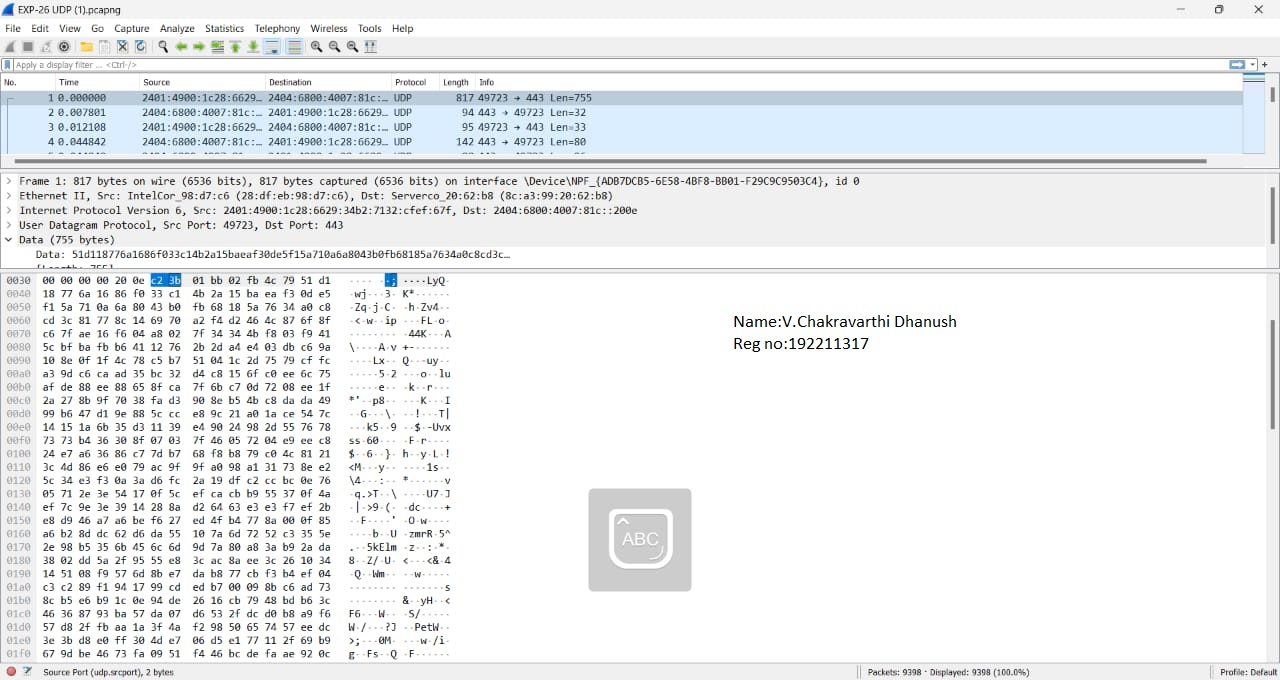 EXP-26 UDP (1).pcapng
File Edit View Go Capture Analyze Statistics Telephony Wireless Tools Help
Apply a display filter ... <Ctrl-/>
No. Time Source Destination Protocol Length Info
1 0.000000 2401:4900:1c28:6629… 2404:6800:4007:81c:… UDP 817 49723 → 443 Len=755
2 0.007801 2404:6800:4007:81c:… 2401:4900:1c28:6629… UDP 94 443 → 49723 Len=32
3 0.012108 2401:4900:1c28:6629… 2404:6800:4007:81c:… UDP 95 49723 → 443 Len=33
4 0.044842 2404:6800:4007:81c:… 2401:4900:1c28:6629… UDP 142 443 → 49723 Len=80
Frame 1: 817 bytes on wire (6536 bits), 817 bytes captured (6536 bits) on interface \Device\NPF_{ADB7DCB5-6E58-4BF8-BB01-F29C9C9503C4}, id 0
Ethernet II, Src: IntelCor_98:d7:c6 (28:df:eb:98:d7:c6), Dst: Serverco_20:62:b8 (8c:a3:99:20:62:b8)
Internet Protocol Version 6, Src: 2401:4900:1c28:6629:34b2:7132:cfef:67f, Dst: 2404:6800:4007:81c::200e
User Datagram Protocol, Src Port: 49723, Dst Port: 443
Data (755 bytes)
Data: 51d118776a1686f033c14b2a15baeaf30de5f15a710a6a8043b0fb68185a7634a0c8cd3c…
0030 00 00 00 00 20 0e c2 3b 01 bb 02 fb 4c 79 51 d1
0040 18 77 6a 16 86 f0 33 c1 4b 2a 15 ba ea f3 0d e5
0050 f1 5a 71 0a 6a 80 43 b0 fb 68 18 5a 76 34 a0 c8
0060 cd 3c 81 77 8c 14 69 70 a2 f4 d2 46 4c 87 6f 8f
0070 c6 7f ae 16 f6 04 a8 02 7f 34 34 4b f8 03 f9 41
0080 5c bf ba fb b6 41 12 76 2b 2d a4 e4 03 db c6 9a
0090 10 8e 0f 1f 4c 78 c5 b7 51 04 1c 2d 75 79 cf fc
00a0 a3 9d c6 ca ad 35 bc 32 d4 c8 15 6f c0 ee 6c 75
00b0 af de 88 ee 88 65 8f ca 7f 6b c7 0d 72 08 ee 1f
00c0 2a 27 8b 9f 70 38 fa d3 90 8e b5 4b c8 da da 49
00d0 99 b6 47 d1 9e 88 5c cc e8 9c 21 a0 1a ce 54 7c
00e0 14 15 1a 6b 35 d3 11 39 e4 90 24 98 2d 55 76 78
00f0 73 73 b4 36 30 8f 07 03 7f 46 05 72 04 e9 ee c8
0100 24 e7 a6 36 86 c7 7d b7 68 f8 b8 79 c0 4c 81 21
0110 3c 4d 86 e6 e0 79 ac 9f 9f a0 98 a1 31 73 8e e2
0120 5c 34 e3 f3 0a 3a d6 fc 2a 19 df c2 cc bc 0e 76
0130 05 71 2e 3e 54 17 0f 5c ef ca cb b9 55 37 0f 4a
0140 ef 7c 9e 3e 39 14 28 8a d2 64 63 e3 e3 f7 ef 2b
0150 e8 d9 46 a7 a6 be f6 27 ed 4f b4 77 8a 00 0f 85
0160 a6 b2 8d dc 62 d6 da 55 10 7a 6d 72 52 c3 35 5e
0170 2e 98 b5 35 6b 45 6c 6d 9d 7a 80 a8 3a b9 2a da
0180 38 02 dd 5a 2f 95 55 e8 3c ac 8a ee 3c 26 10 34
0190 14 51 08 f9 57 6d 8b e7 da b8 77 cb f3 b4 ef 04
01a0 c3 c2 89 f1 94 17 99 cd ed b7 00 09 8b c6 ad 73
01b0 8c b5 e6 b9 1c 0e 94 de 26 16 cb 79 48 bd b6 3c
01c0 46 36 87 93 ba 57 da 07 d6 53 2f dc d0 b8 a9 f6
01d0 57 d8 2f fb aa 1a 3f 4a f2 98 50 65 74 57 ee dc
01e0 3e 3b d8 e0 ff 30 4d e7 06 d5 e1 77 11 2f 69 b9
01f0 67 9d be 46 73 fa 09 51 f4 46 bc de fa ae 92 0c
Name:V.Chakravarthi Dhanush
Reg no:192211317
ABC
Source Port (udp.srcport), 2 bytes
Packets: 9398 · Displayed: 9398 (100.0%)
Profile: Default